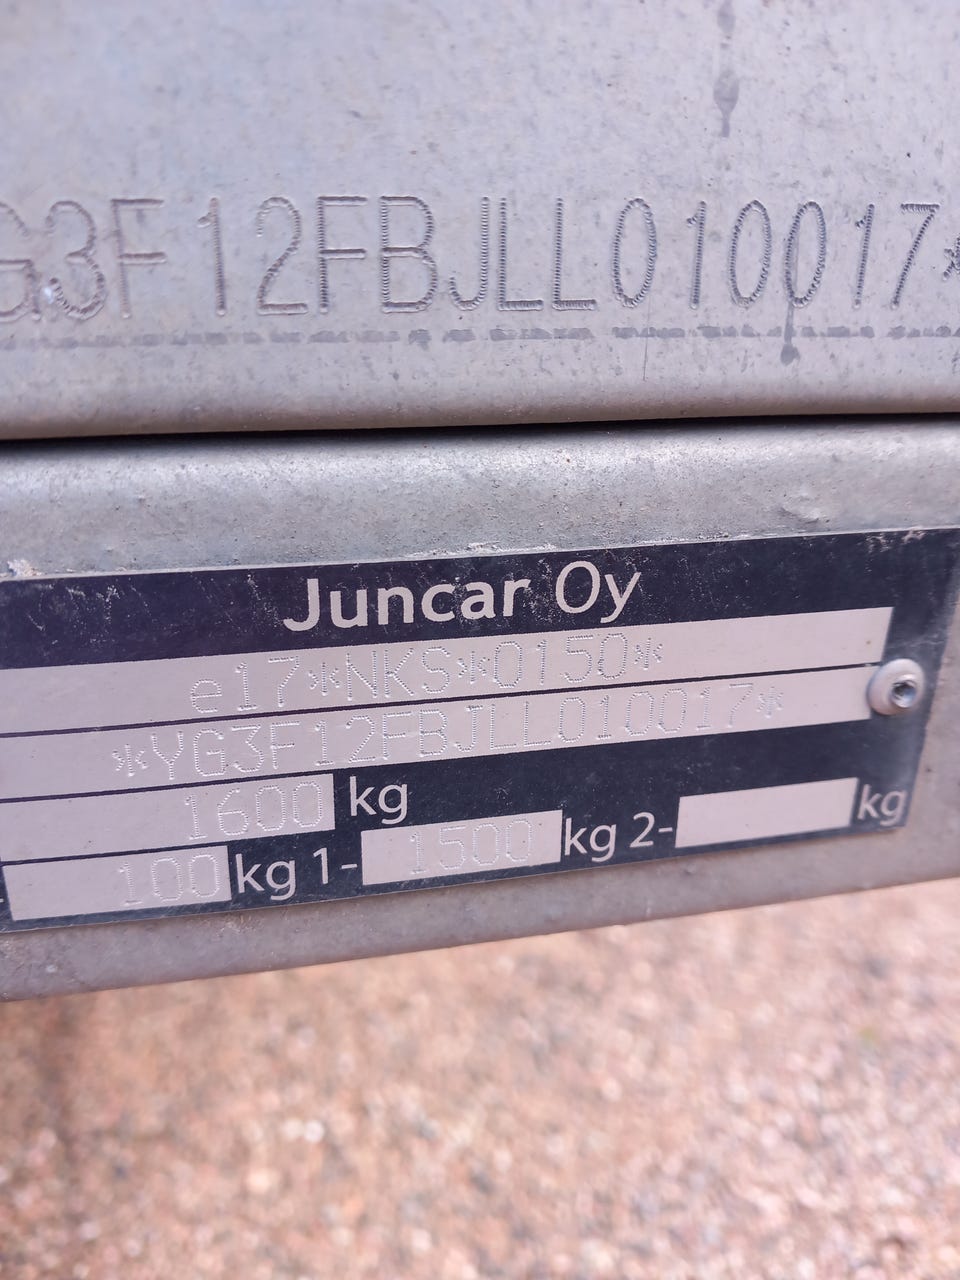 G3F12FBJLL010017*
Juncar Oy
e17*NKS*0150*
*YG3F12FBJLL010017*
1600 kg
100 kg 1- 1500 kg 2- kg